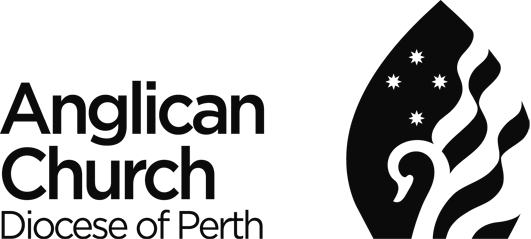 Anglican
Church
Diocese of Perth